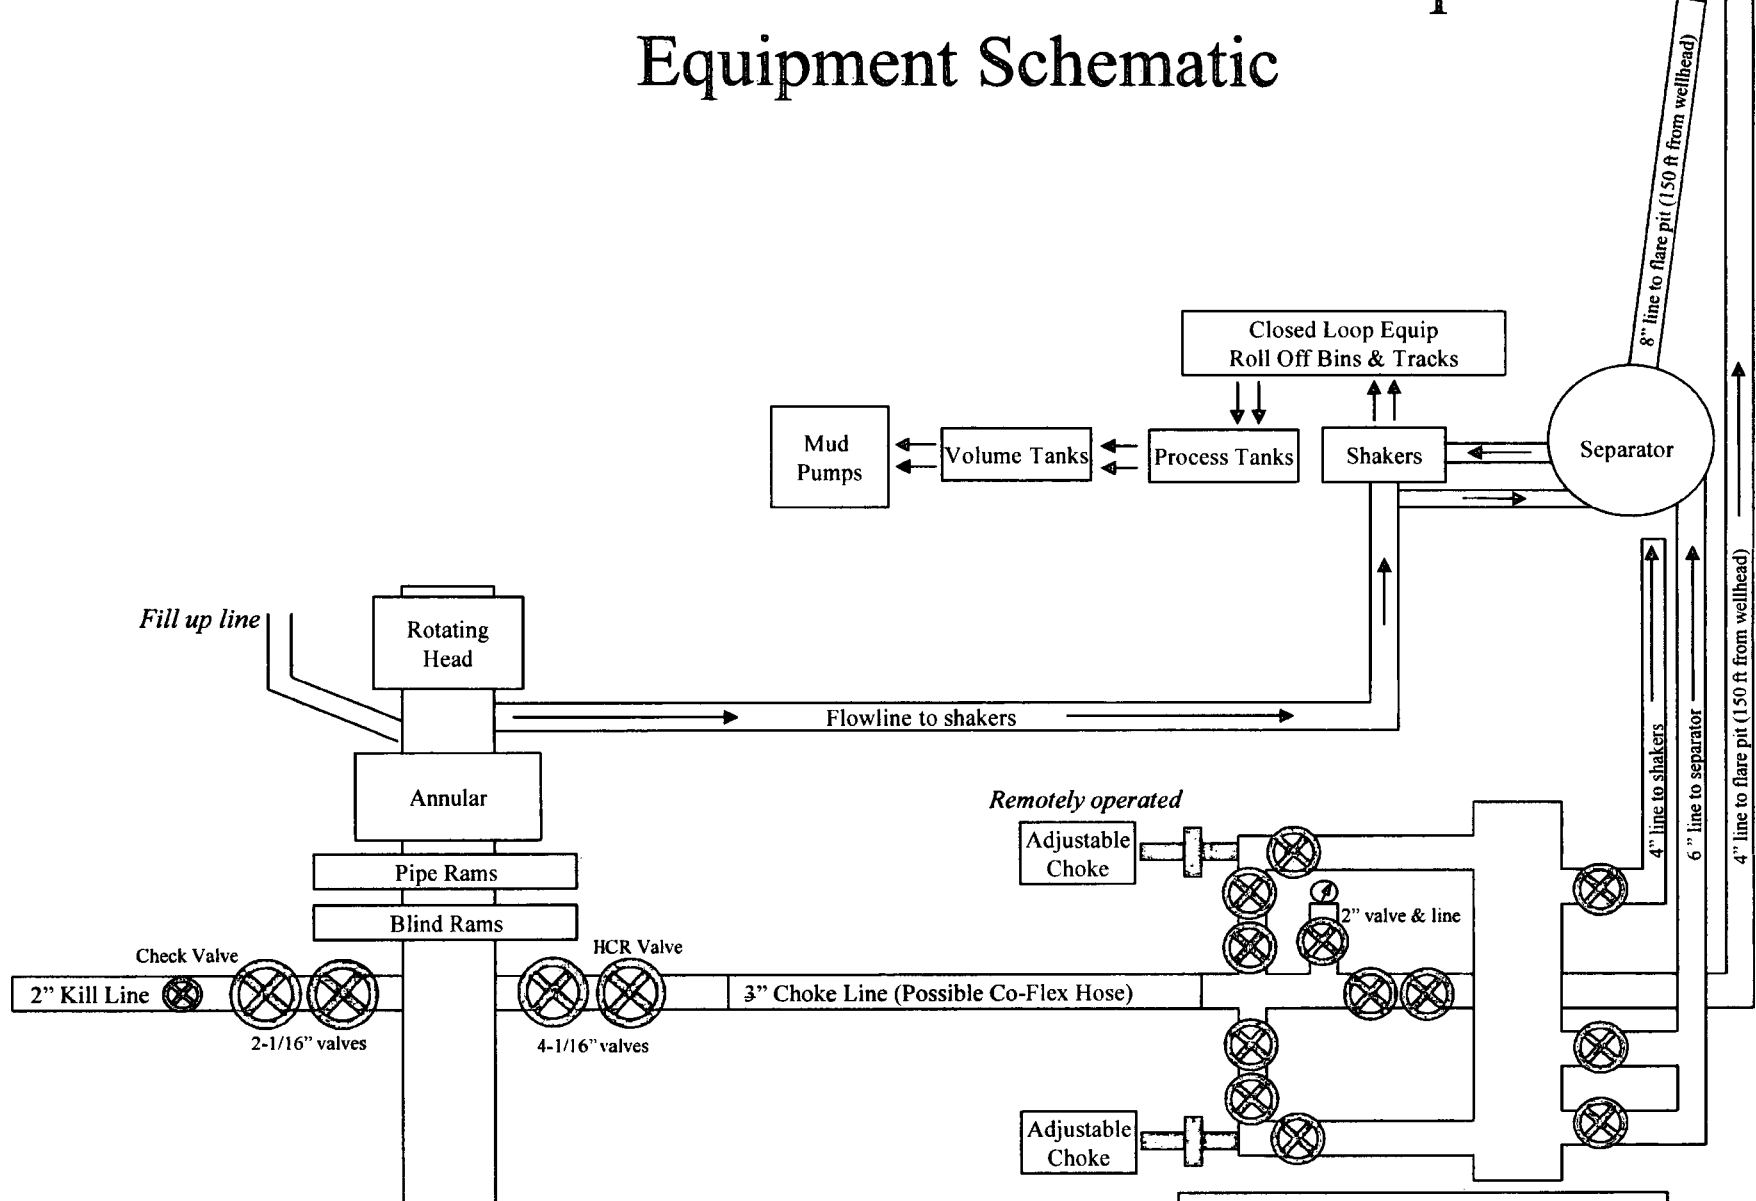 Equipment Schematic
8” line to flare pit (150 ft from wellhead)
Closed Loop Equip
Roll Off Bins & Tracks
Mud
Pumps
Volume Tanks
Process Tanks
Shakers
Separator
Fill up line
Rotating
Head
Flowline to shakers
Annular
Pipe Rams
Blind Rams
Remotely operated
Adjustable
Choke
2” valve & line
4” line to shakers
6 ” line to separator
4” line to flare pit (150 ft from wellhead)
Check Valve
HCR Valve
2” Kill Line
3” Choke Line (Possible Co-Flex Hose)
2-1/16” valves
4-1/16” valves
Adjustable
Choke